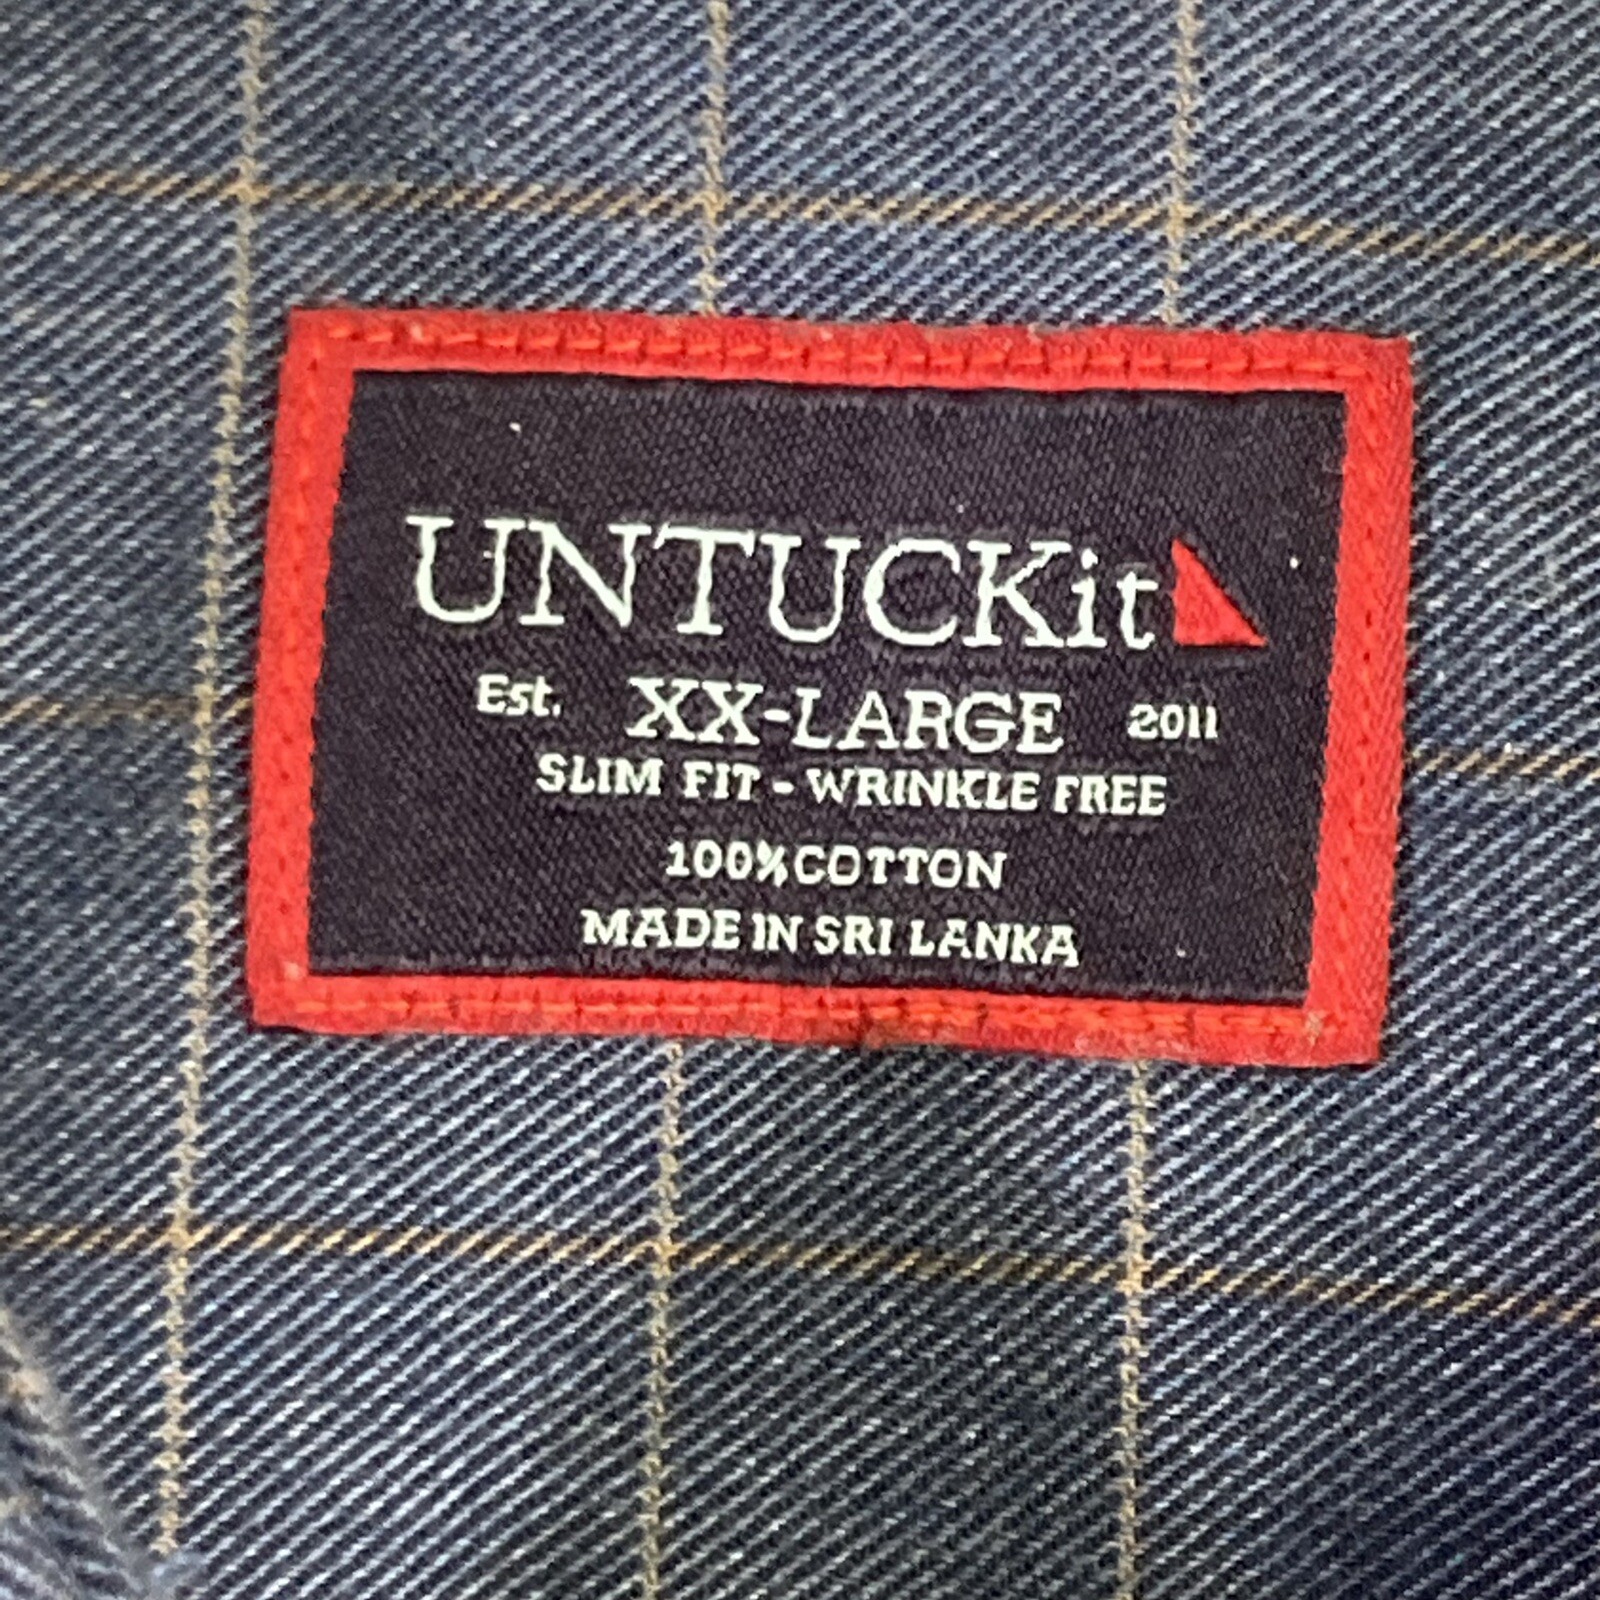 UNTUCKit
Est. XX-LARGE 2011
SLIM FIT - WRINKLE FREE
100% COTTON
MADE IN SRI LANKA